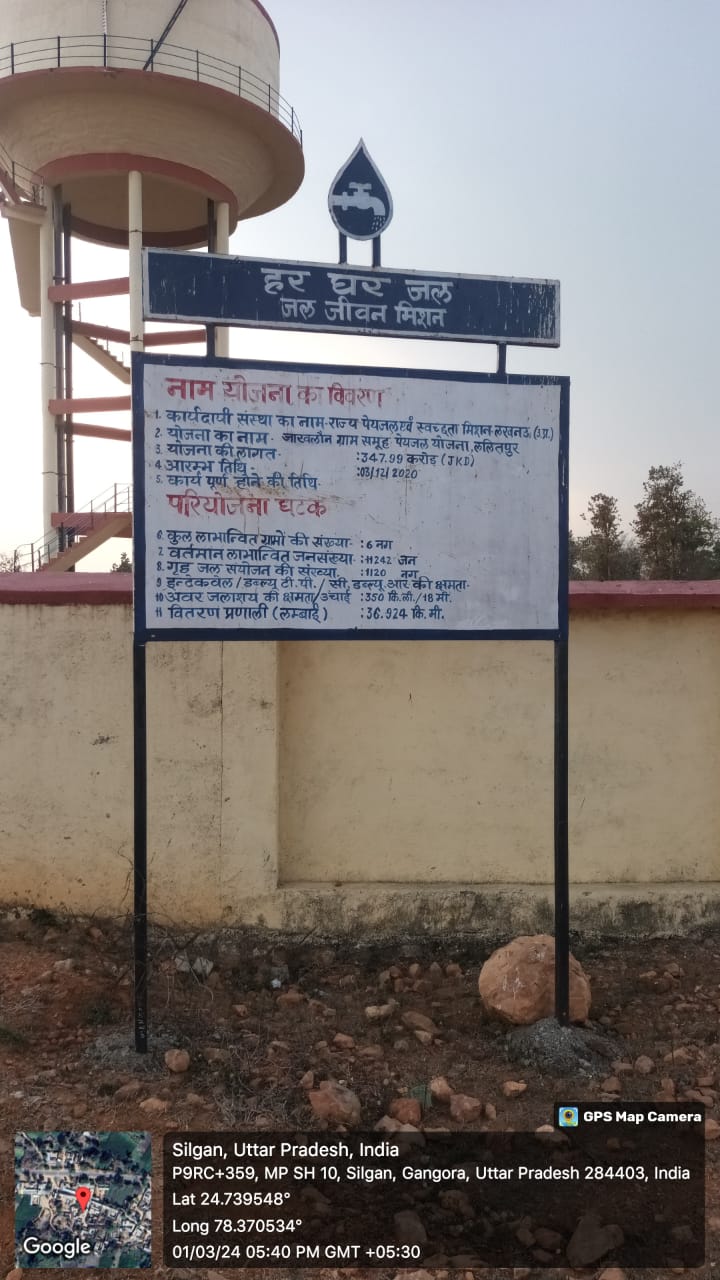 हर घर जल
जल जीवन मिशन
नाम योजना का विवरण
1. कार्यदायी संस्था का नाम- राज्य पेयजल एवं स्वच्छता मिशन-लखनऊ (उ.प्र.)
2. योजना का नाम- जाखलौन ग्राम समूह पेयजल योजना, ललितपुर
3 योजना की लागत- :347.99 करोड़ (JKD)
4 आरम्भ तिथि- :03/12/2020
5. कार्य पूर्ण होने की तिथि-
परियोजना घटक
6. कुल लाभान्वित ग्रामों की संख्या- : 6 नग
7. वर्तमान लाभान्वित जनसंख्या :11242 जन
8. गृह जल संयोजन की संख्या :1120 नग
9 इन्टेकवेल/डब्ल्यू.टी.पी./सी.डब्ल्यू.आर की क्षमता-
10 अवर जलाशय की क्षमता/उंचाई :350 कि.ली./18 मी.
11 वितरण प्रणाली (लम्बाई) :36.924 कि.मी.
GPS Map Camera
Silgan, Uttar Pradesh, India
P9RC+359, MP SH 10, Silgan, Gangora, Uttar Pradesh 284403, India
Lat 24.739548°
Long 78.370534°
01/03/24 05:40 PM GMT +05:30
Google